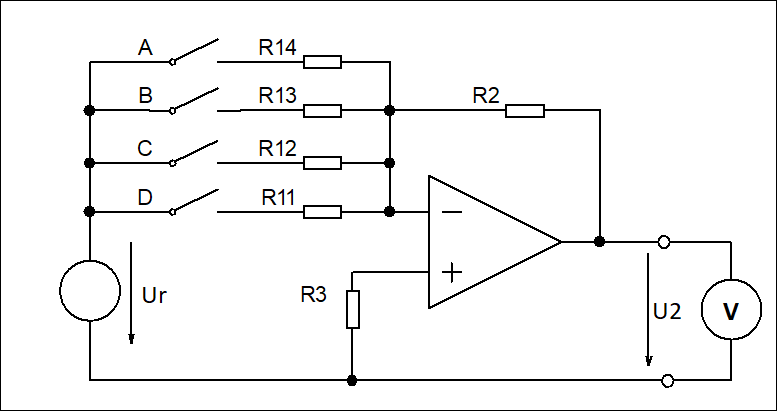 A R14
B R13 R2
C R12
D R11
−
+
Ur R3 U2 V